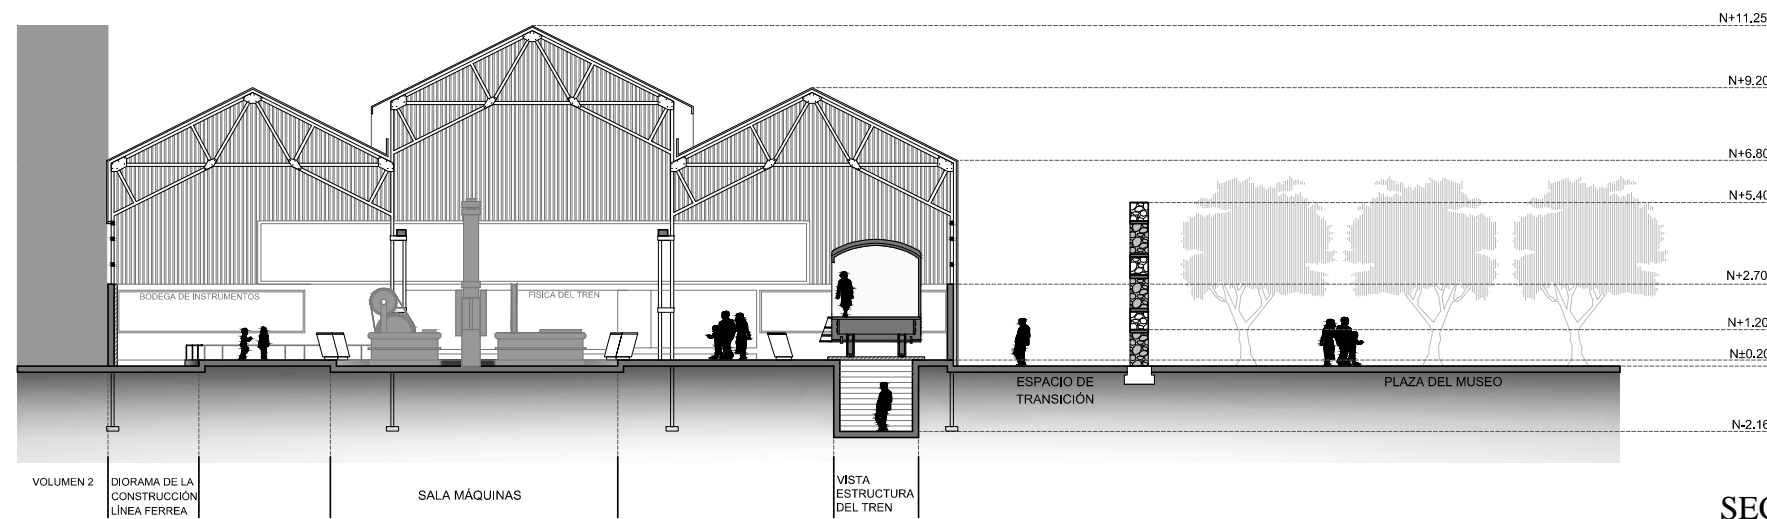 N+11.25
N+9.20
N+6.80
N+5.40
N+2.70
BODEGA DE INSTRUMENTOS
FISICA DEL TREN
N+1.20
N±0.20
ESPACIO DE
TRANSICIÓN
PLAZA DEL MUSEO
N-2.16
VOLUMEN 2
DIORAMA DE LA
CONSTRUCCIÓN
LÍNEA FERREA
SALA MÁQUINAS
VISTA
ESTRUCTURA
DEL TREN
SEC